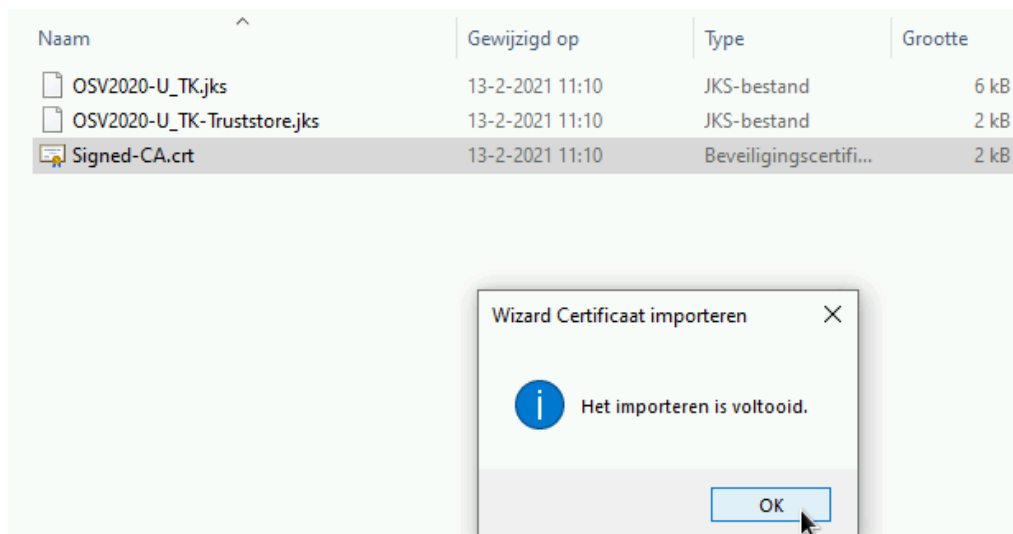 Naam Gewijzigd op Type Grootte
OSV2020-U_TK.jks 13-2-2021 11:10 JKS-bestand 6 kB
OSV2020-U_TK-Truststore.jks 13-2-2021 11:10 JKS-bestand 2 kB
Signed-CA.crt 13-2-2021 11:10 Beveiligingscertifi... 2 kB
Wizard Certificaat importeren
Het importeren is voltooid.
OK